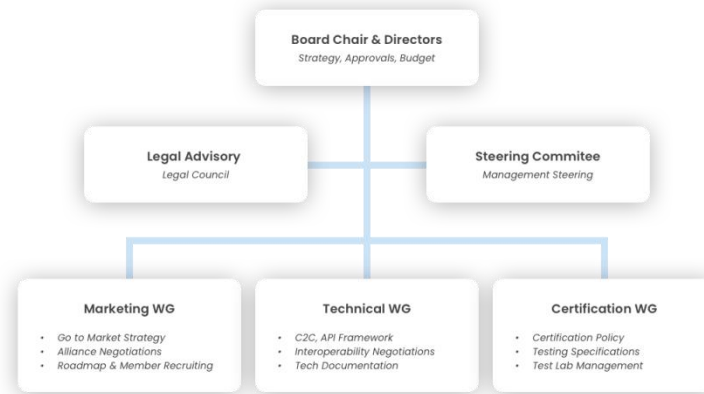 Board Chair & Directors
Strategy, Approvals, Budget
Legal Advisory
Legal Council
Steering Commitee
Management Steering
Marketing WG
• Go to Market Strategy
• Alliance Negotiations
• Roadmap & Member Recruiting
Technical WG
• C2C, API Framework
• Interoperability Negotiations
• Tech Documentation
Certification WG
• Certification Policy
• Testing Specifications
• Test Lab Management